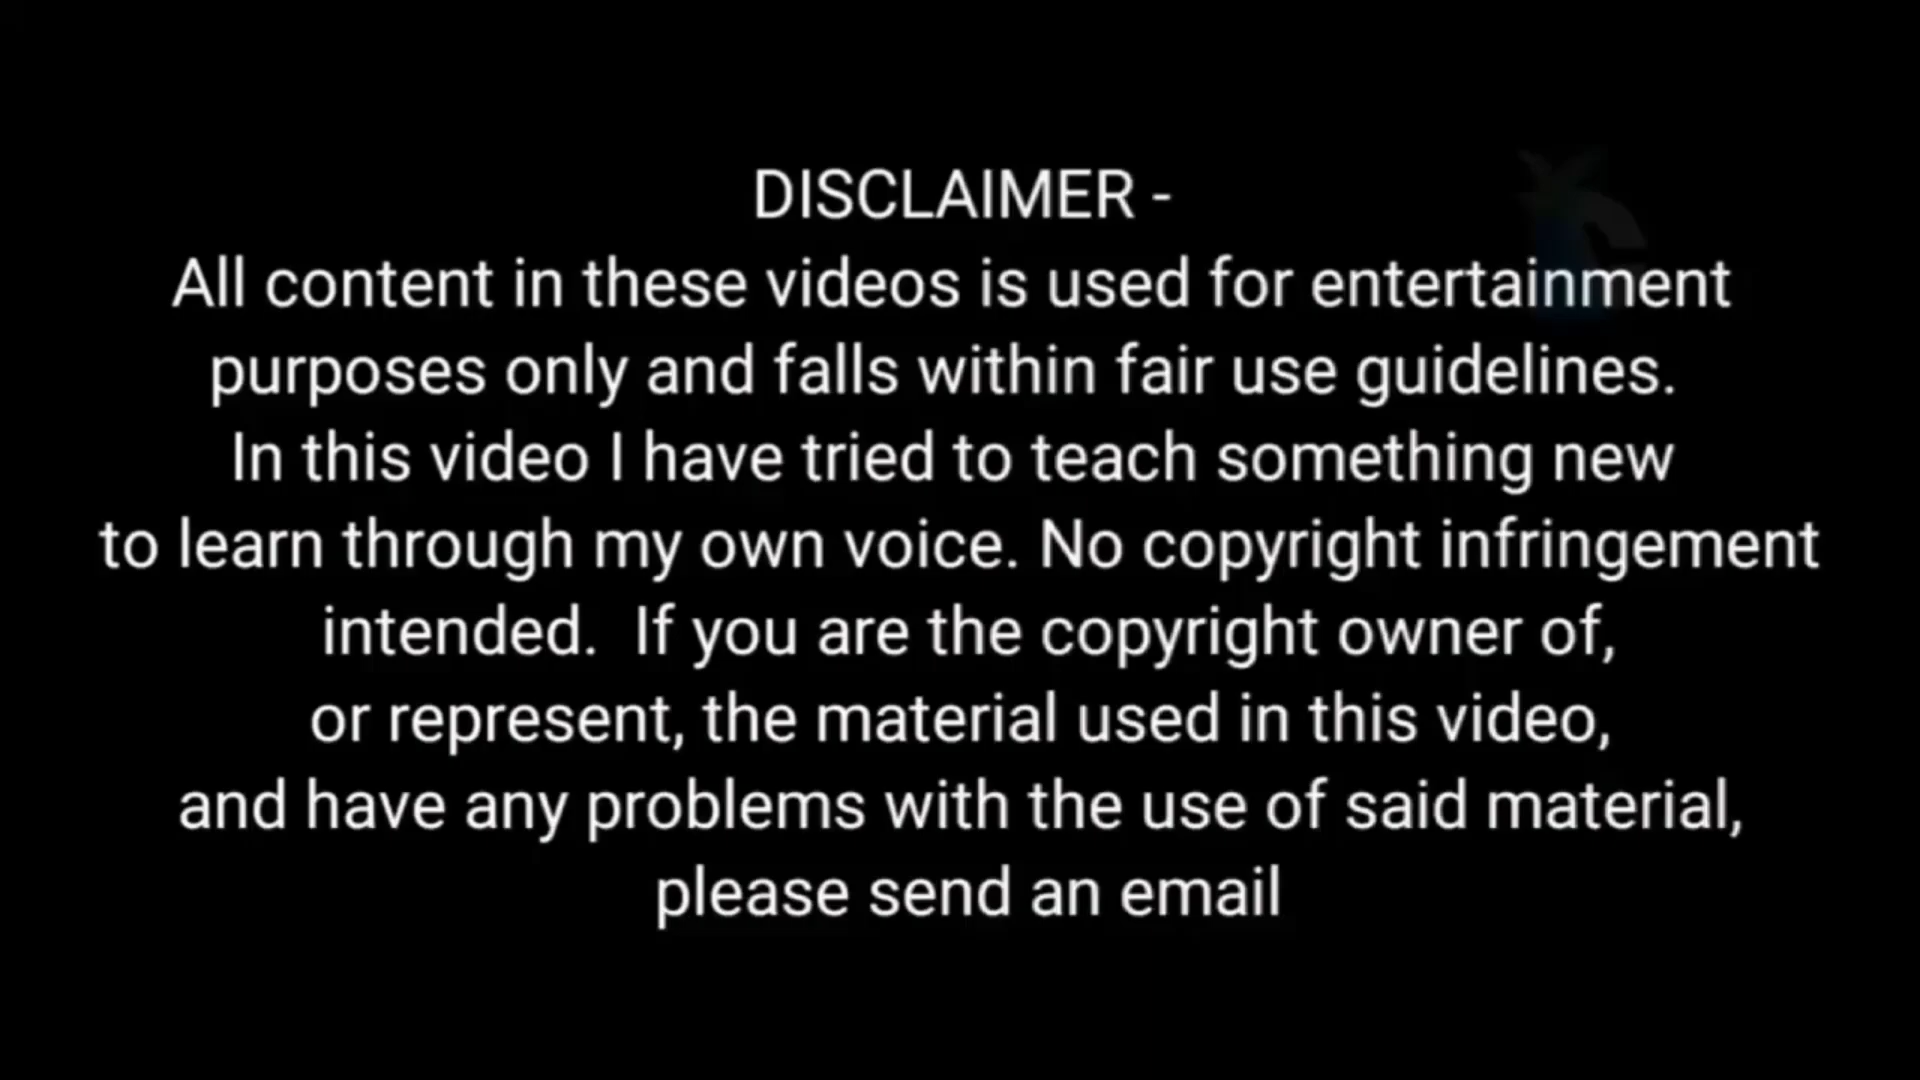 DISCLAIMER -
All content in these videos is used for entertainment
purposes only and falls within fair use guidelines.
In this video I have tried to teach something new
to learn through my own voice. No copyright infringement
intended.  If you are the copyright owner of,
or represent, the material used in this video,
and have any problems with the use of said material,
please send an email